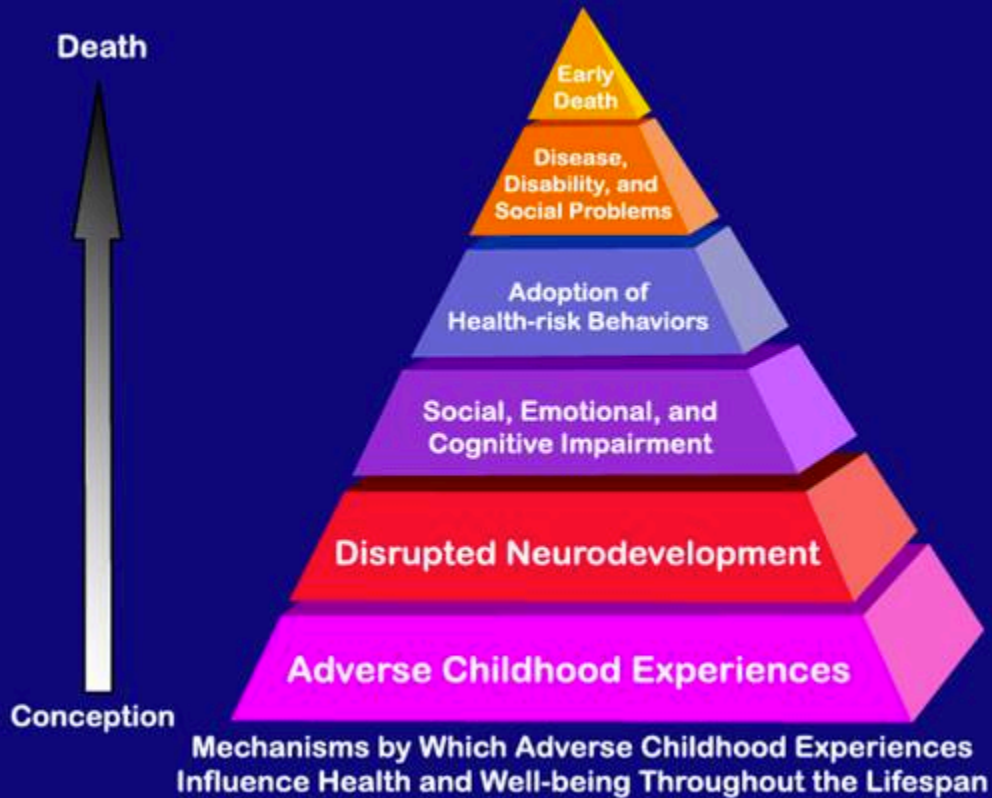 Death
Early
Death
Disease,
Disability, and
Social Problems
Adoption of
Health-risk Behaviors
Social, Emotional, and
Cognitive Impairment
Disrupted Neurodevelopment
Adverse Childhood Experiences
Conception
Mechanisms by Which Adverse Childhood Experiences
Influence Health and Well-being Throughout the Lifespan